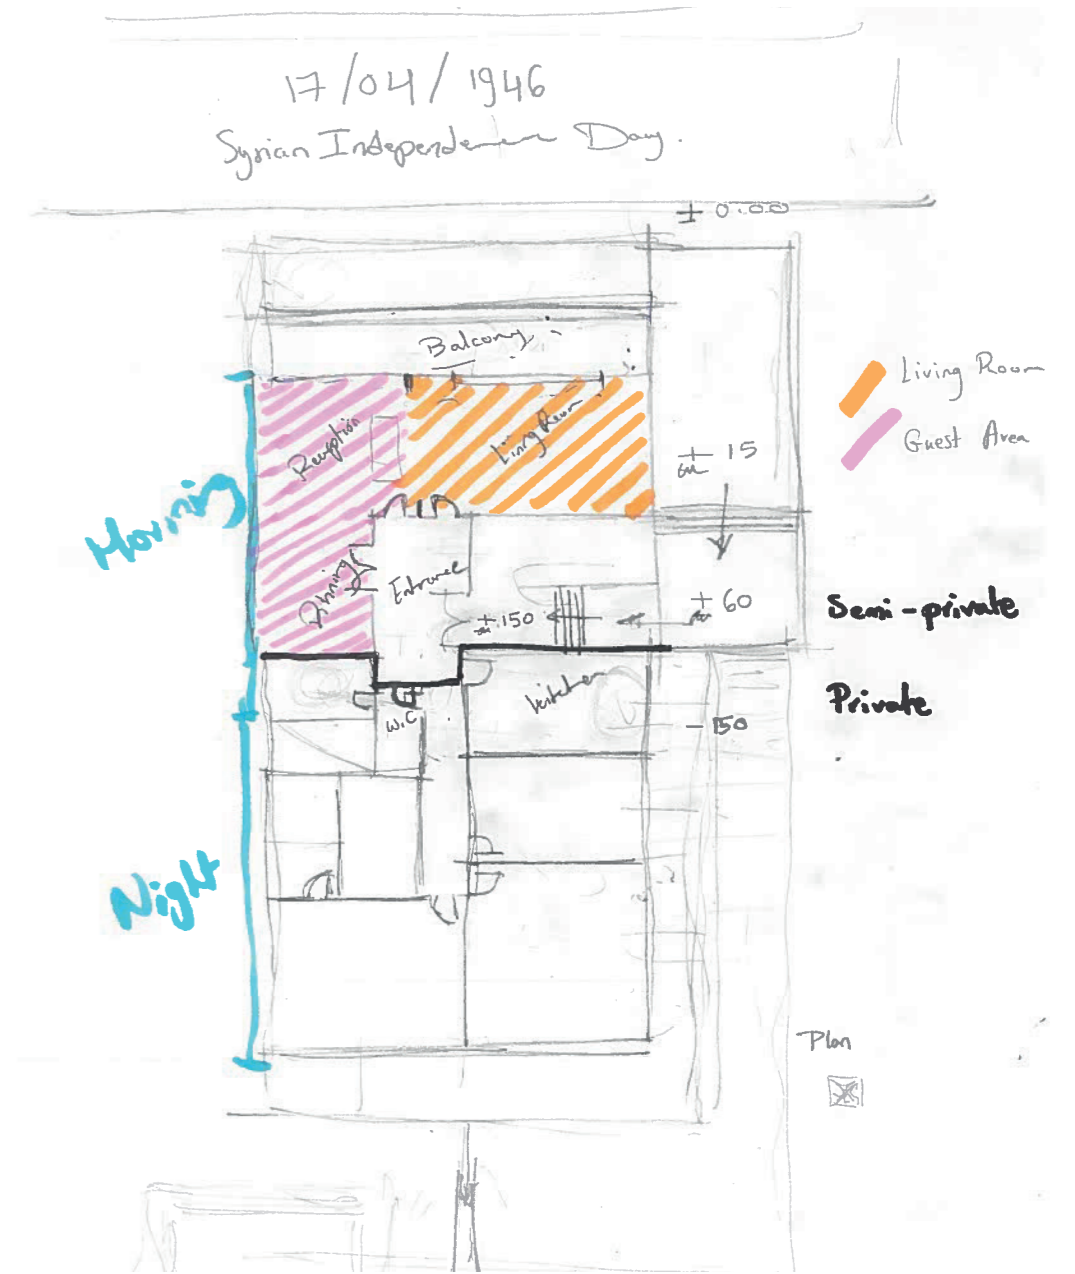 17/04/1946
Syrian Independence Day.
± 0.00
Balcony
Living Room
Guest Area
Reception
Living Room
± 15
Morning
Dining
Entrance
± 150
± 60
Semi-private
Private
Kitchen
W.C
- 150
Night
Plan